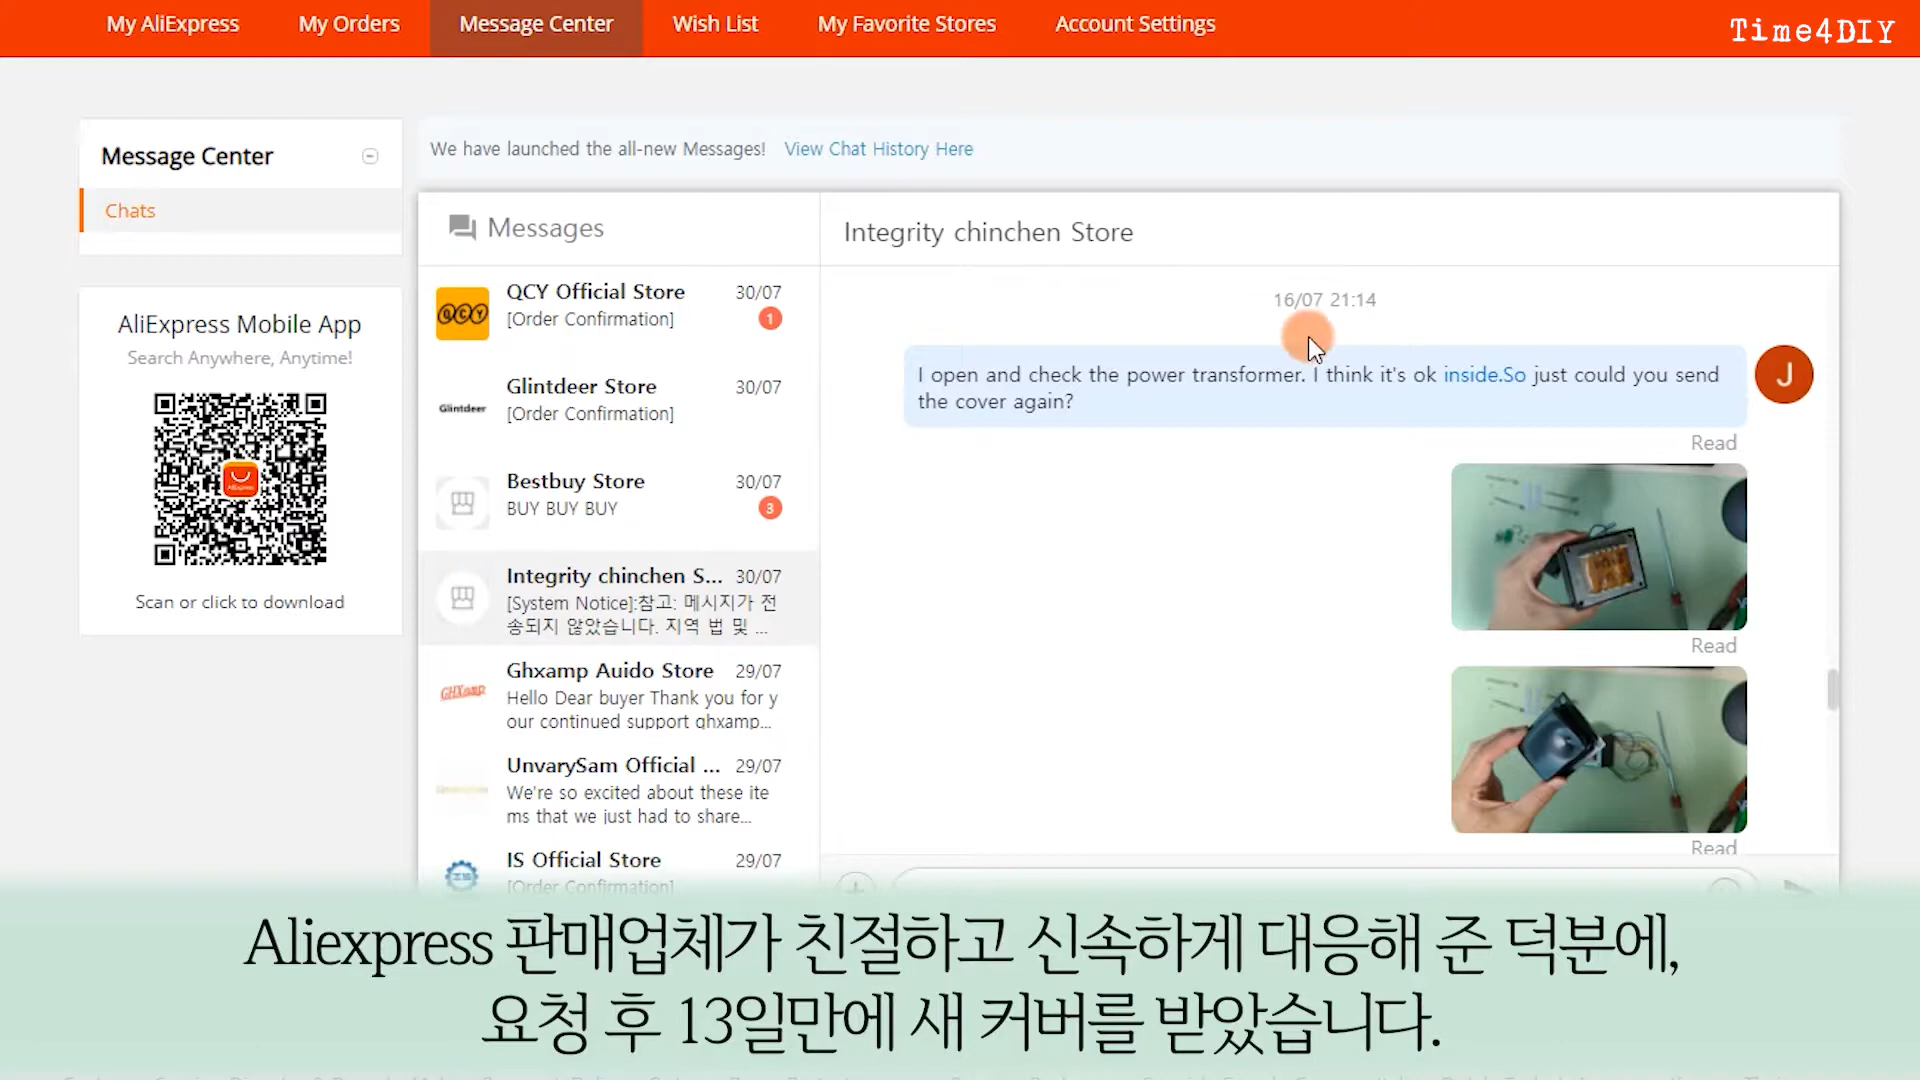 My AliExpress
My Orders
Message Center
Wish List
My Favorite Stores
Account Settings
Time4DIY
Message Center
Chats
AliExpress Mobile App
Search Anywhere, Anytime!
Scan or click to download
We have launched the all-new Messages! View Chat History Here
Messages
QCY Official Store 30/07
[Order Confirmation] 1
Glintdeer
Glintdeer Store 30/07
[Order Confirmation]
Bestbuy Store 30/07
BUY BUY BUY 3
Integrity chinchen S... 30/07
[System Notice]:참고: 메시지가 전
송되지 않았습니다. 지역 법 및 ...
GHXamp
Ghxamp Auido Store 29/07
Hello Dear buyer Thank you for y
our continued support ghxamp...
UnvarySam Official ... 29/07
We're so excited about these ite
ms that we just had to share...
IS Official Store 29/07
[Order Confirmation]
Integrity chinchen Store
16/07 21:14
I open and check the power transformer. I think it's ok inside.So just could you send
the cover again?
J
Read
Read
Read
Aliexpress 판매업체가 친절하고 신속하게 대응해 준 덕분에,
요청 후 13일만에 새 커버를 받았습니다.